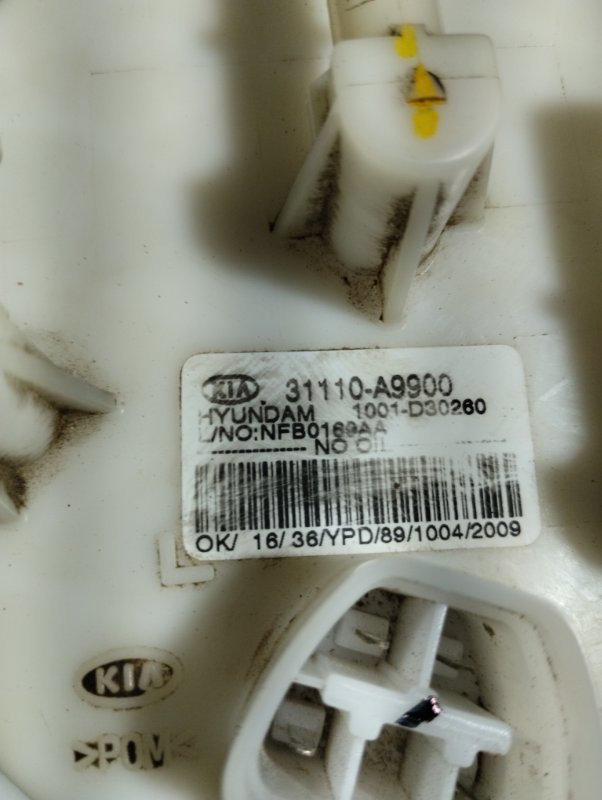 KIA 31110-A9900
HYUNDAM 1001-D30260
L/NO:NFB0169AA
---------------- NO OIL
OK/ 16/ 36/YPD/89/1004/2009
L
KIA
>POM<